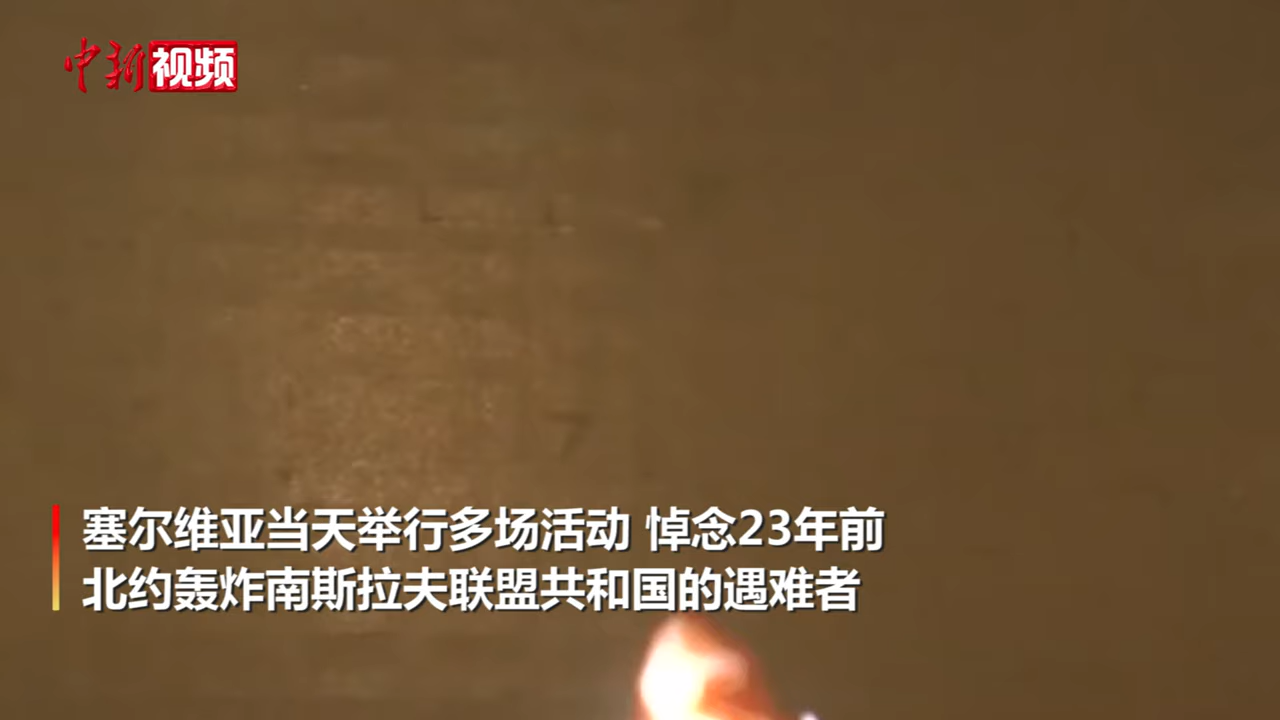 中新视频
塞尔维亚当天举行多场活动 悼念23年前
北约轰炸南斯拉夫联盟共和国的遇难者